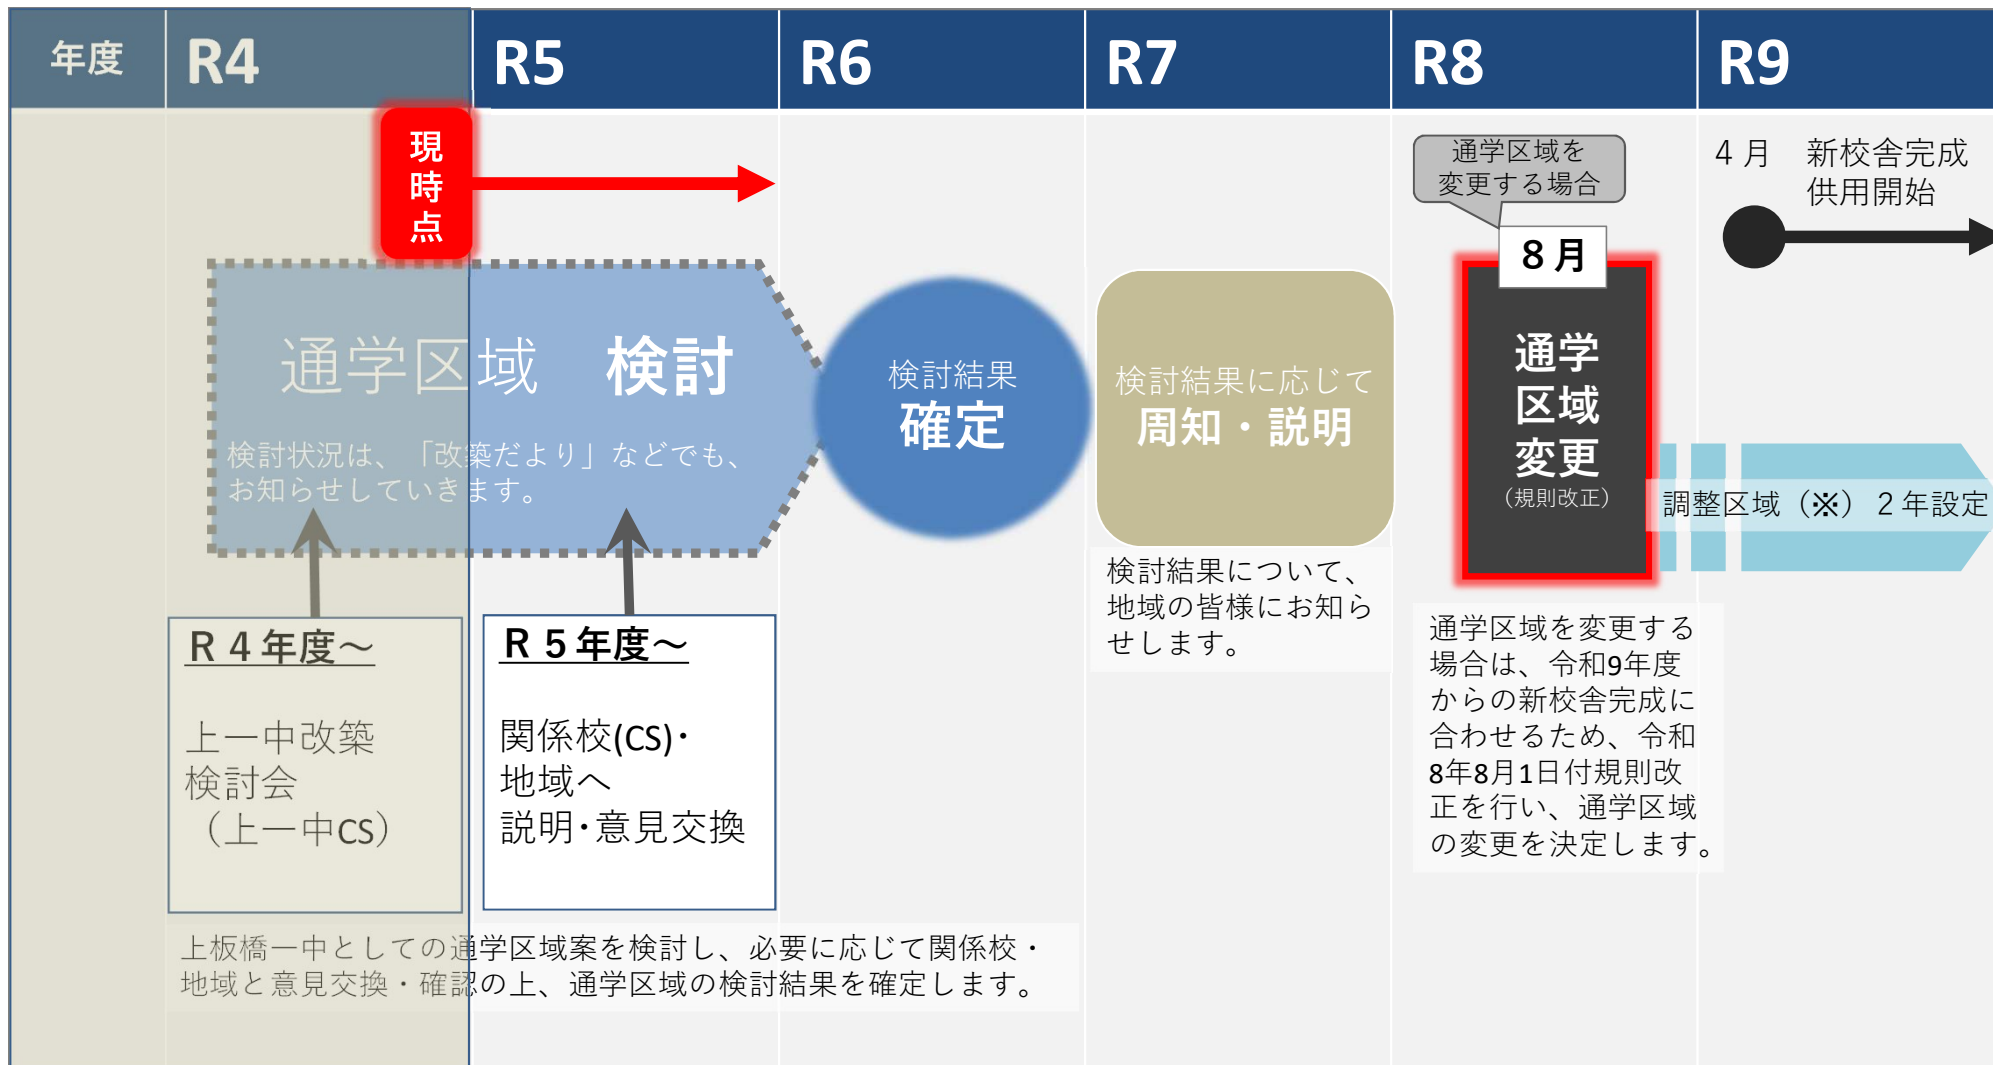 年度
R4
R5
R6
R7
R8
R9
現
時
点
通学区域を
変更する場合
4月 新校舎完成
供用開始
8月
通学区域 検討
検討状況は、「改築だより」などでも、
お知らせしていきます。
検討結果
確定
検討結果に応じて
周知・説明
通学
区域
変更
（規則改正）
調整区域（※）２年設定
検討結果について、
地域の皆様にお知ら
せします。
Ｒ４年度～
上一中改築
検討会
（上一中CS）
Ｒ５年度～
関係校(CS)・
地域へ
説明・意見交換
通学区域を変更する
場合は、令和9年度
からの新校舎完成に
合わせるため、令和
8年8月1日付規則改
正を行い、通学区域
の変更を決定します。
上板橋一中としての通学区域案を検討し、必要に応じて関係校・
地域と意見交換・確認の上、通学区域の検討結果を確定します。